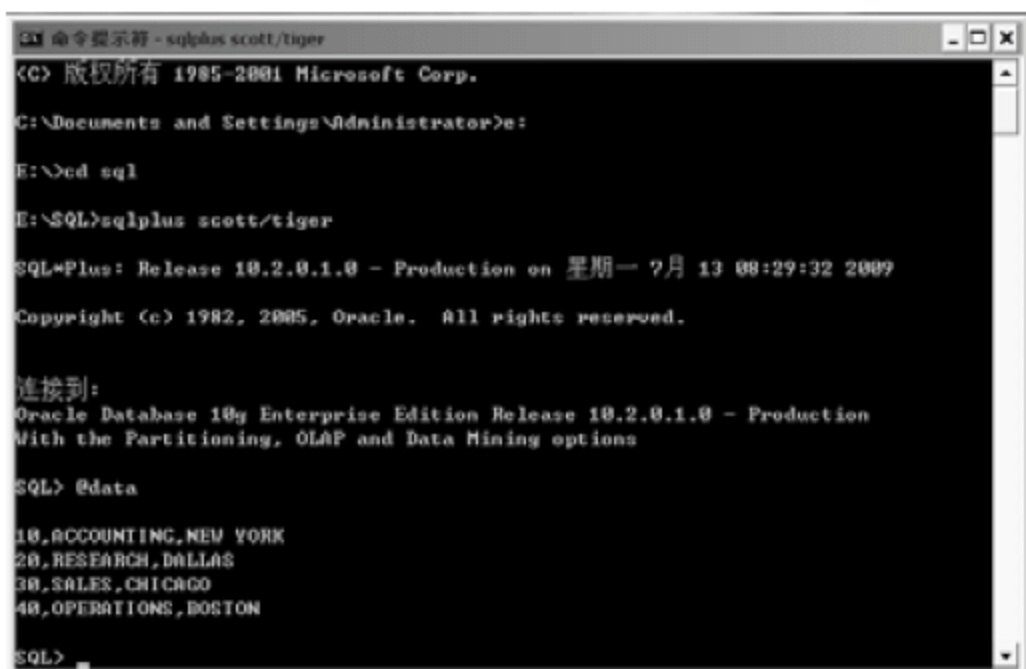 命令提示符 - sqlplus scott/tiger
(C) 版权所有 1985-2001 Microsoft Corp.
C:\Documents and Settings\Administrator>e:
E:\>cd sql
E:\SQL>sqlplus scott/tiger
SQL*Plus: Release 10.2.0.1.0 - Production on 星期一 7月 13 08:29:32 2009
Copyright (c) 1982, 2005, Oracle.  All rights reserved.
连接到:
Oracle Database 10g Enterprise Edition Release 10.2.0.1.0 - Production
With the Partitioning, OLAP and Data Mining options
SQL> @data
10,ACCOUNTING,NEW YORK
20,RESEARCH,DALLAS
30,SALES,CHICAGO
40,OPERATIONS,BOSTON
SQL>